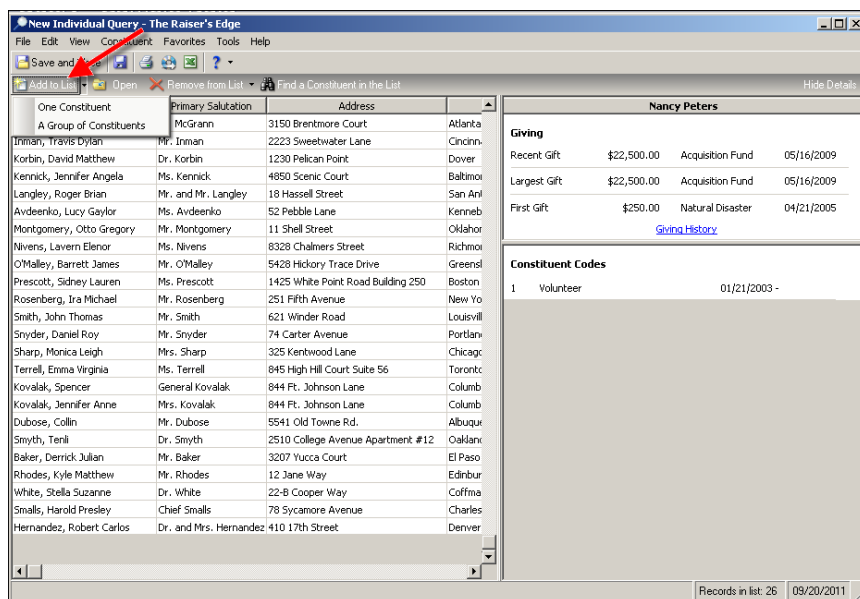 New Individual Query - The Raiser's Edge
File Edit View Constituent Favorites Tools Help
Save and
Add to List Open Remove from List Find a Constituent in the List Hide Details
One Constituent
A Group of Constituents
Primary Salutation Address
McGrann 3150 Brentmore Court Atlanta
Inman, Travis Dylan Mr. Inman 2223 Sweetwater Lane Cincinn
Korbin, David Matthew Dr. Korbin 1230 Pelican Point Dover
Kennick, Jennifer Angela Ms. Kennick 4850 Scenic Court Baltimo
Langley, Roger Brian Mr. and Mr. Langley 18 Hassell Street San An
Avdeenko, Lucy Gaylor Ms. Avdeenko 52 Pebble Lane Kenneb
Montgomery, Otto Gregory Mr. Montgomery 11 Shell Street Oklahor
Nivens, Lavern Elenor Ms. Nivens 8328 Chalmers Street Richmo
O'Malley, Barrett James Mr. O'Malley 5428 Hickory Trace Drive Greensl
Prescott, Sidney Lauren Ms. Prescott 1425 White Point Road Building 250 Boston
Rosenberg, Ira Michael Mr. Rosenberg 251 Fifth Avenue New Yo
Smith, John Thomas Mr. Smith 621 Winder Road Louisvill
Snyder, Daniel Roy Mr. Snyder 74 Carter Avenue Portlan
Sharp, Monica Leigh Mrs. Sharp 325 Kentwood Lane Chicago
Terrell, Emma Virginia Ms. Terrell 845 High Hill Court Suite 56 Toronto
Kovalak, Spencer General Kovalak 844 Ft. Johnson Lane Columb
Kovalak, Jennifer Anne Mrs. Kovalak 844 Ft. Johnson Lane Columb
Dubose, Collin Mr. Dubose 5541 Old Towne Rd. Albuqu
Smyth, Tenli Dr. Smyth 2510 College Avenue Apartment #12 Oakland
Baker, Derrick Julian Mr. Baker 3207 Yucca Court El Paso
Rhodes, Kyle Matthew Mr. Rhodes 12 Jane Way Edinbur
White, Stella Suzanne Dr. White 22-B Cooper Way Coffma
Smalls, Harold Presley Chief Smalls 78 Sycamore Avenue Charles
Hernandez, Robert Carlos Dr. and Mrs. Hernandez 410 17th Street Denver
Nancy Peters
Giving
Recent Gift $22,500.00 Acquisition Fund 05/16/2009
Largest Gift $22,500.00 Acquisition Fund 05/16/2009
First Gift $250.00 Natural Disaster 04/21/2005
Giving History
Constituent Codes
1 Volunteer 01/21/2003 -
Records in list: 26 09/20/2011